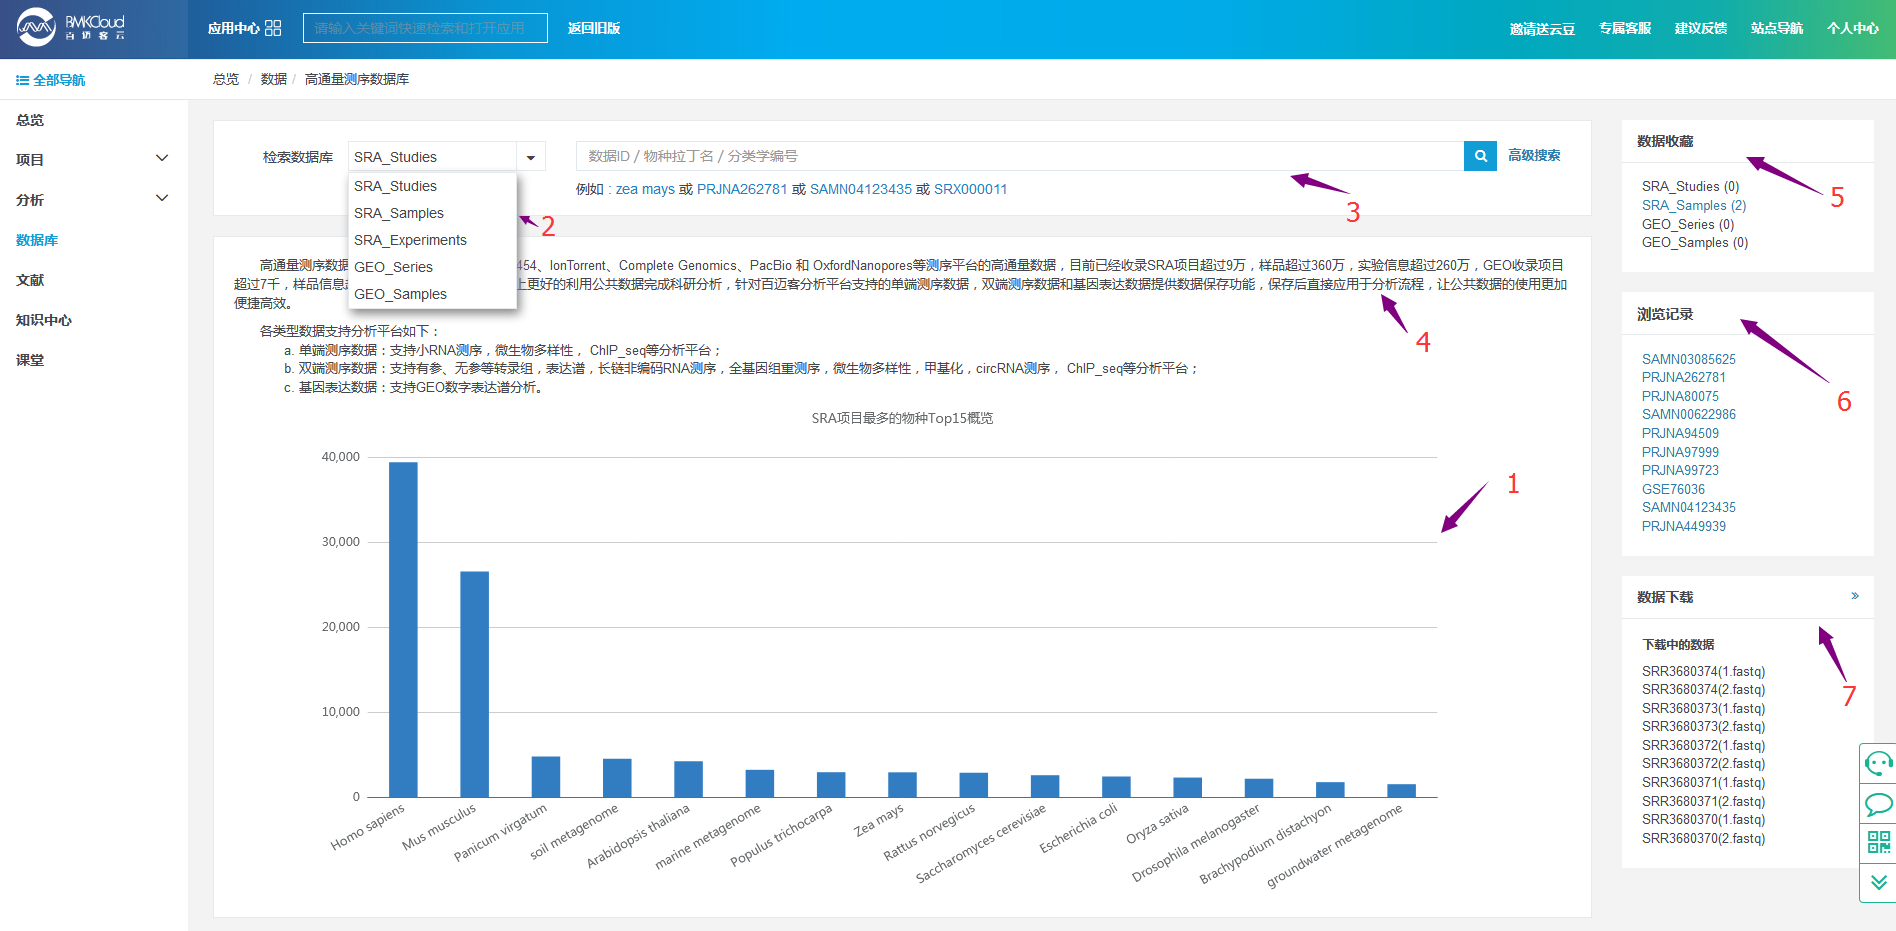 BMKCloud
百迈客云
应用中心
请输入关键词快速检索和打开应用
返回旧版
邀请送云豆
专属客服
建议反馈
站点导航
个人中心
全部导航
总览 / 数据 / 高通量测序数据库
总览
项目
分析
数据库
文献
知识中心
课堂
检索数据库
SRA_Studies
数据ID / 物种拉丁名 / 分类学编号
高级搜索
例如 : zea mays 或 PRJNA262781 或 SAMN04123435 或 SRX000011
SRA_Studies
SRA_Samples
SRA_Experiments
GEO_Series
GEO_Samples
2
3
高通量测序数据 454、IonTorrent、Complete Genomics、PacBio 和 OxfordNanopores等测序平台的高通量数据，目前已经收录SRA项目超过9万，样品超过360万，实验信息超过260万，GEO收录项目
超过7千，样品信息 上更好的利用公共数据完成科研分析，针对百迈客分析平台支持的单端测序数据，双端测序数据和基因表达数据提供数据保存功能，保存后直接应用于分析流程，让公共数据的使用更加
便捷高效。
4
各类型数据支持分析平台如下：
a. 单端测序数据：支持小RNA测序，微生物多样性， ChIP_seq等分析平台；
b. 双端测序数据：支持有参、无参等转录组，表达谱，长链非编码RNA测序，全基因组重测序，微生物多样性，甲基化，circRNA测序， ChIP_seq等分析平台；
c. 基因表达数据：支持GEO数字表达谱分析。
SRA项目最多的物种Top15概览
40,000
30,000
20,000
10,000
0
1
Homo sapiens
Mus musculus
Panicum virgatum
soil metagenome
Arabidopsis thaliana
marine metagenome
Populus trichocarpa
Zea mays
Rattus norvegicus
Saccharomyces cerevisiae
Escherichia coli
Oryza sativa
Drosophila melanogaster
Brachypodium distachyon
groundwater metagenome
数据收藏
SRA_Studies (0)
SRA_Samples (2)
GEO_Series (0)
GEO_Samples (0)
5
浏览记录
SAMN03085625
PRJNA262781
PRJNA80075
SAMN00622986
PRJNA94509
PRJNA97999
PRJNA99723
GSE76036
SAMN04123435
PRJNA449939
6
数据下载
»
下载中的数据
SRR3680374(1.fastq)
SRR3680374(2.fastq)
SRR3680373(1.fastq)
SRR3680373(2.fastq)
SRR3680372(1.fastq)
SRR3680372(2.fastq)
SRR3680371(1.fastq)
SRR3680371(2.fastq)
SRR3680370(1.fastq)
SRR3680370(2.fastq)
7